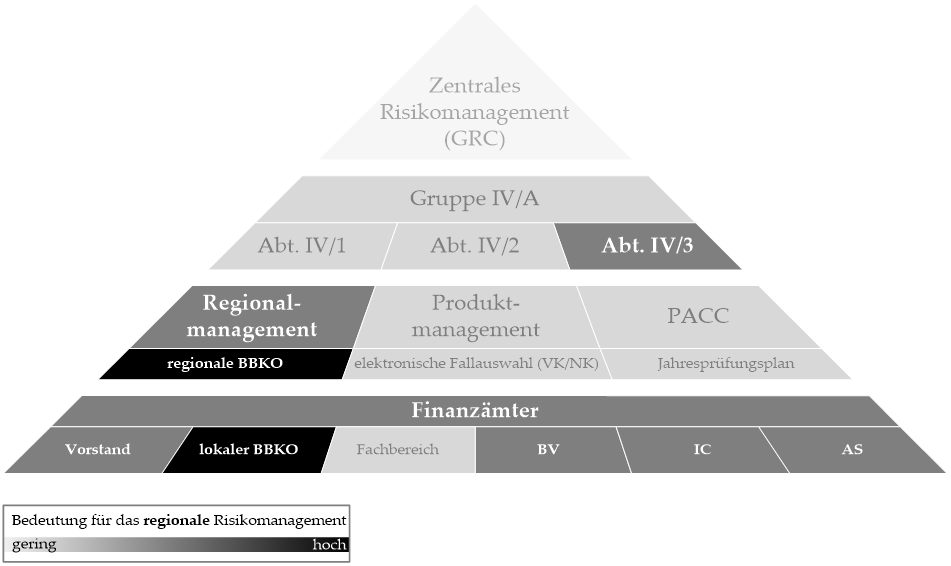 Zentrales
Risikomanagement
(GRC)
Gruppe IV/A
Abt. IV/1 Abt. IV/2 Abt. IV/3
Regional-
management
Produkt-
management
PACC
regionale BBKO elektronische Fallauswahl (VK/NK) Jahresprüfungsplan
Finanzämter
Vorstand lokaler BBKO Fachbereich BV IC AS
Bedeutung für das regionale Risikomanagement
gering hoch